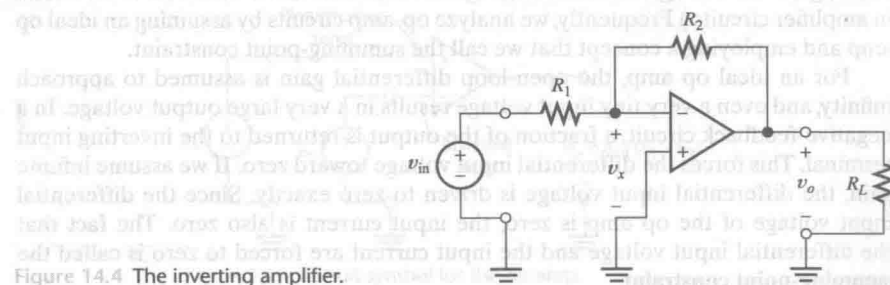 an amplifier circuit. Frequently, we analyze op-amp circuits by assuming an ideal op
amp and employing a concept that we call the summing-point constraint.
For an ideal op amp, the open-loop differential gain is assumed to approach
infinity, and even a very tiny input voltage results in a very large output voltage. In a
negative-feedback circuit, a fraction of the output is returned to the inverting input
terminal. This forces the differential input voltage toward zero. If we assume infinite
gain, the differential input voltage is driven to zero exactly. Since the differential
input voltage of the op amp is zero, the input current is also zero. The fact that
the differential input voltage and the input current are forced to zero is called the
summing-point constraint.
R2
R1
−
+
+
vx
−
vin
+
−
+
vo
−
RL
Figure 14.4 The inverting amplifier.